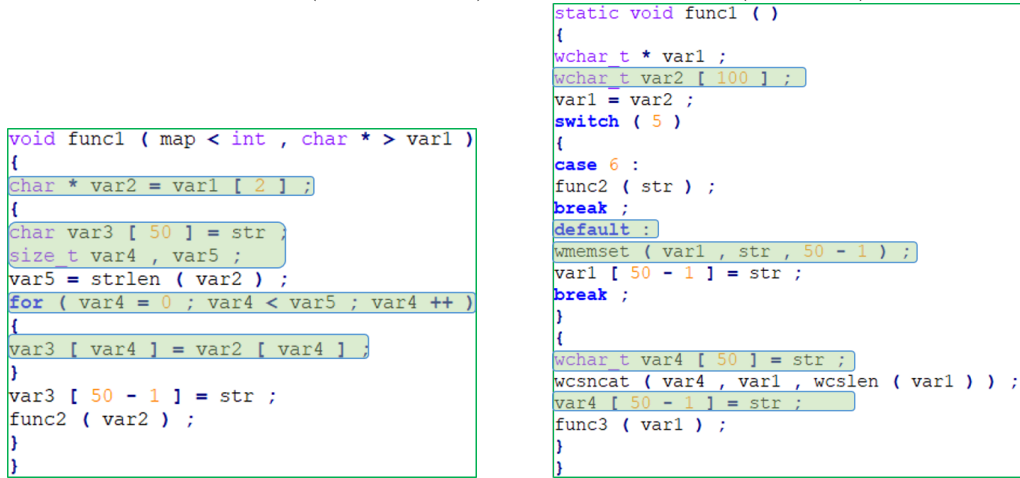 void func1 ( map < int , char * > var1 )
{
char * var2 = var1 [ 2 ] ;
{
char var3 [ 50 ] = str ;
size_t var4 , var5 ;
var5 = strlen ( var2 ) ;
for ( var4 = 0 ; var4 < var5 ; var4 ++ )
{
var3 [ var4 ] = var2 [ var4 ] ;
}
var3 [ 50 - 1 ] = str ;
func2 ( var2 ) ;
}
}
static void func1 ( )
{
wchar_t * var1 ;
wchar_t var2 [ 100 ] ;
var1 = var2 ;
switch ( 5 )
{
case 6 :
func2 ( str ) ;
break ;
default :
wmemset ( var1 , str , 50 - 1 ) ;
var1 [ 50 - 1 ] = str ;
break ;
}
{
wchar_t var4 [ 50 ] = str ;
wcsncat ( var4 , var1 , wcslen ( var1 ) ) ;
var4 [ 50 - 1 ] = str ;
func3 ( var1 ) ;
}
}